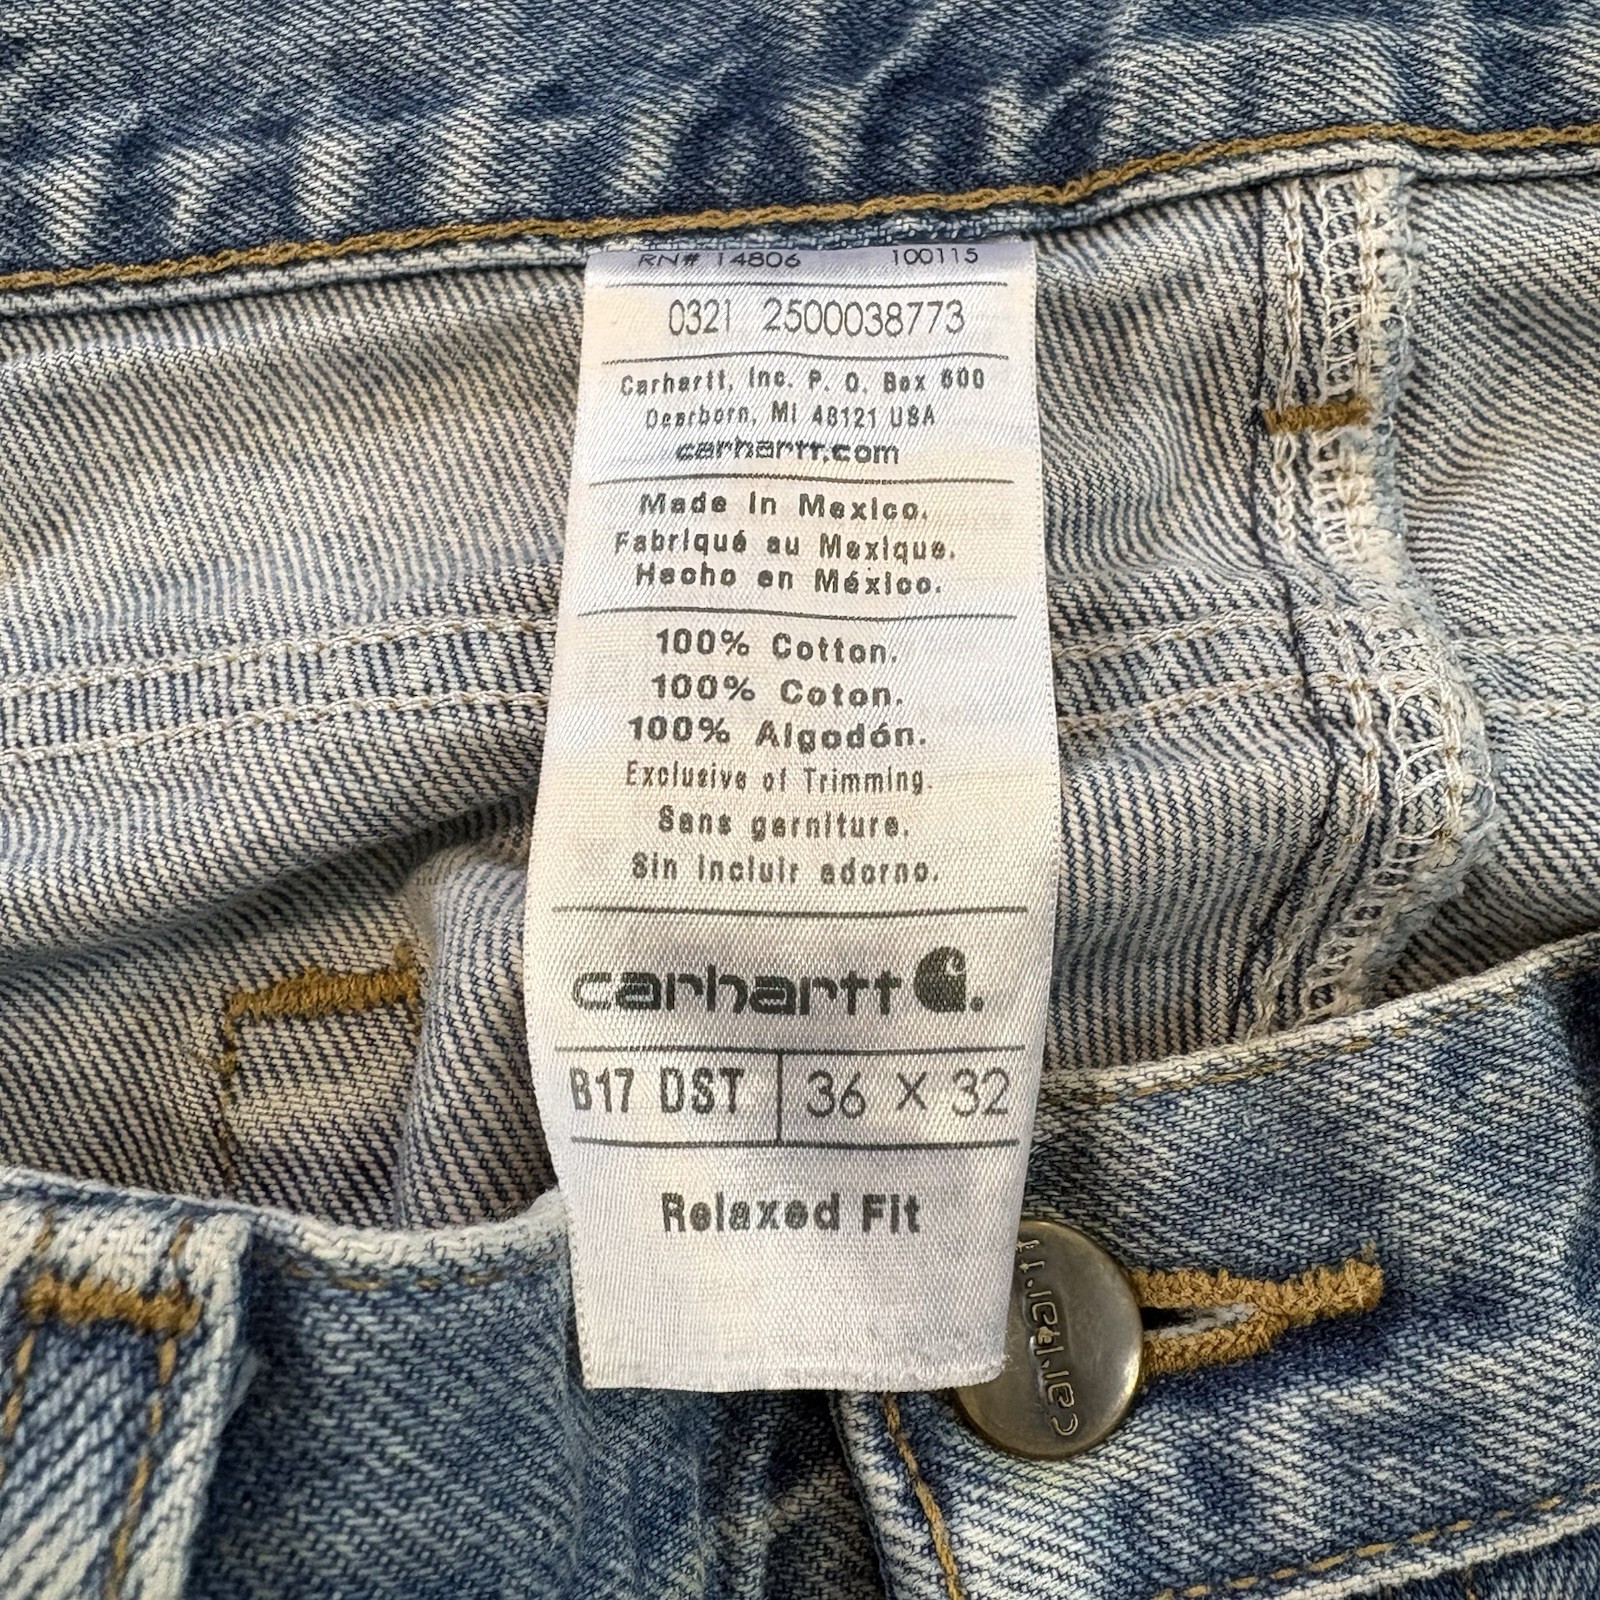 RN# 14806 100115
0321 2500038773
Carhartt, Inc. P. O. Box 600
Dearborn, MI 48121 USA
carhartt.com
Made In Mexico.
Fabriqué au Mexique.
Hecho en México.
100% Cotton.
100% Coton.
100% Algodón.
Exclusive of Trimming.
Sans garniture.
Sin Incluir adorno.
carhartt
B17 DST 36 X 32
Relaxed Fit
carhartt